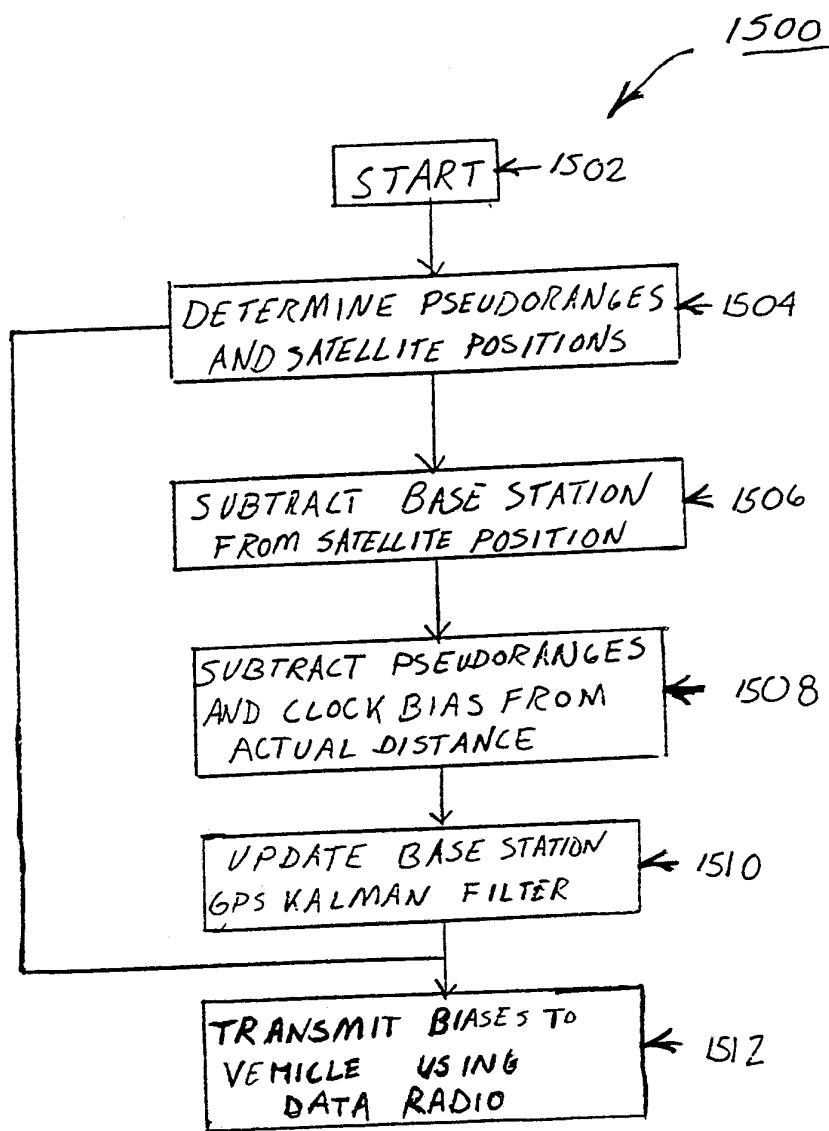 1500
START
1502
DETERMINE PSEUDORANGES
AND SATELLITE POSITIONS
1504
SUBTRACT BASE STATION
FROM SATELLITE POSITION
1506
SUBTRACT PSEUDORANGES
AND CLOCK BIAS FROM
ACTUAL DISTANCE
1508
UPDATE BASE STATION
GPS KALMAN FILTER
1510
TRANSMIT BIASES TO
VEHICLE USING
DATA RADIO
1512